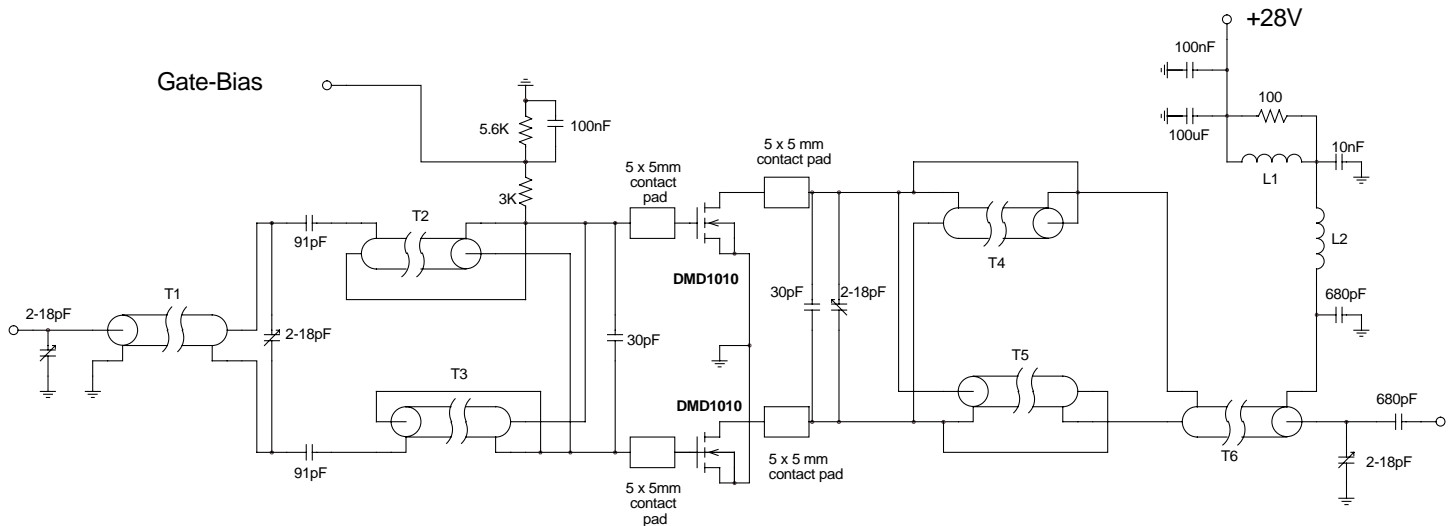 +28V
100nF
Gate-Bias
100
5.6K
100nF
100uF
5 x 5 mm
contact pad
10nF
5 x 5mm
contact
pad
L1
3K
T2
91pF
T4
L2
DMD1010
680pF
T1
30pF
2-18pF
2-18pF
2-18pF
30pF
T5
T3
DMD1010
680pF
91pF
5 x 5 mm
contact pad
T6
2-18pF
5 x 5mm
contact
pad